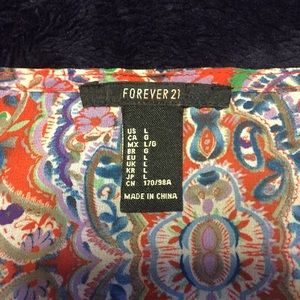 FOREVER 21
US L
CA G
MX L/G
BR G
EU L
UK L
KR L
JP L
CN 170/98A
MADE IN CHINA